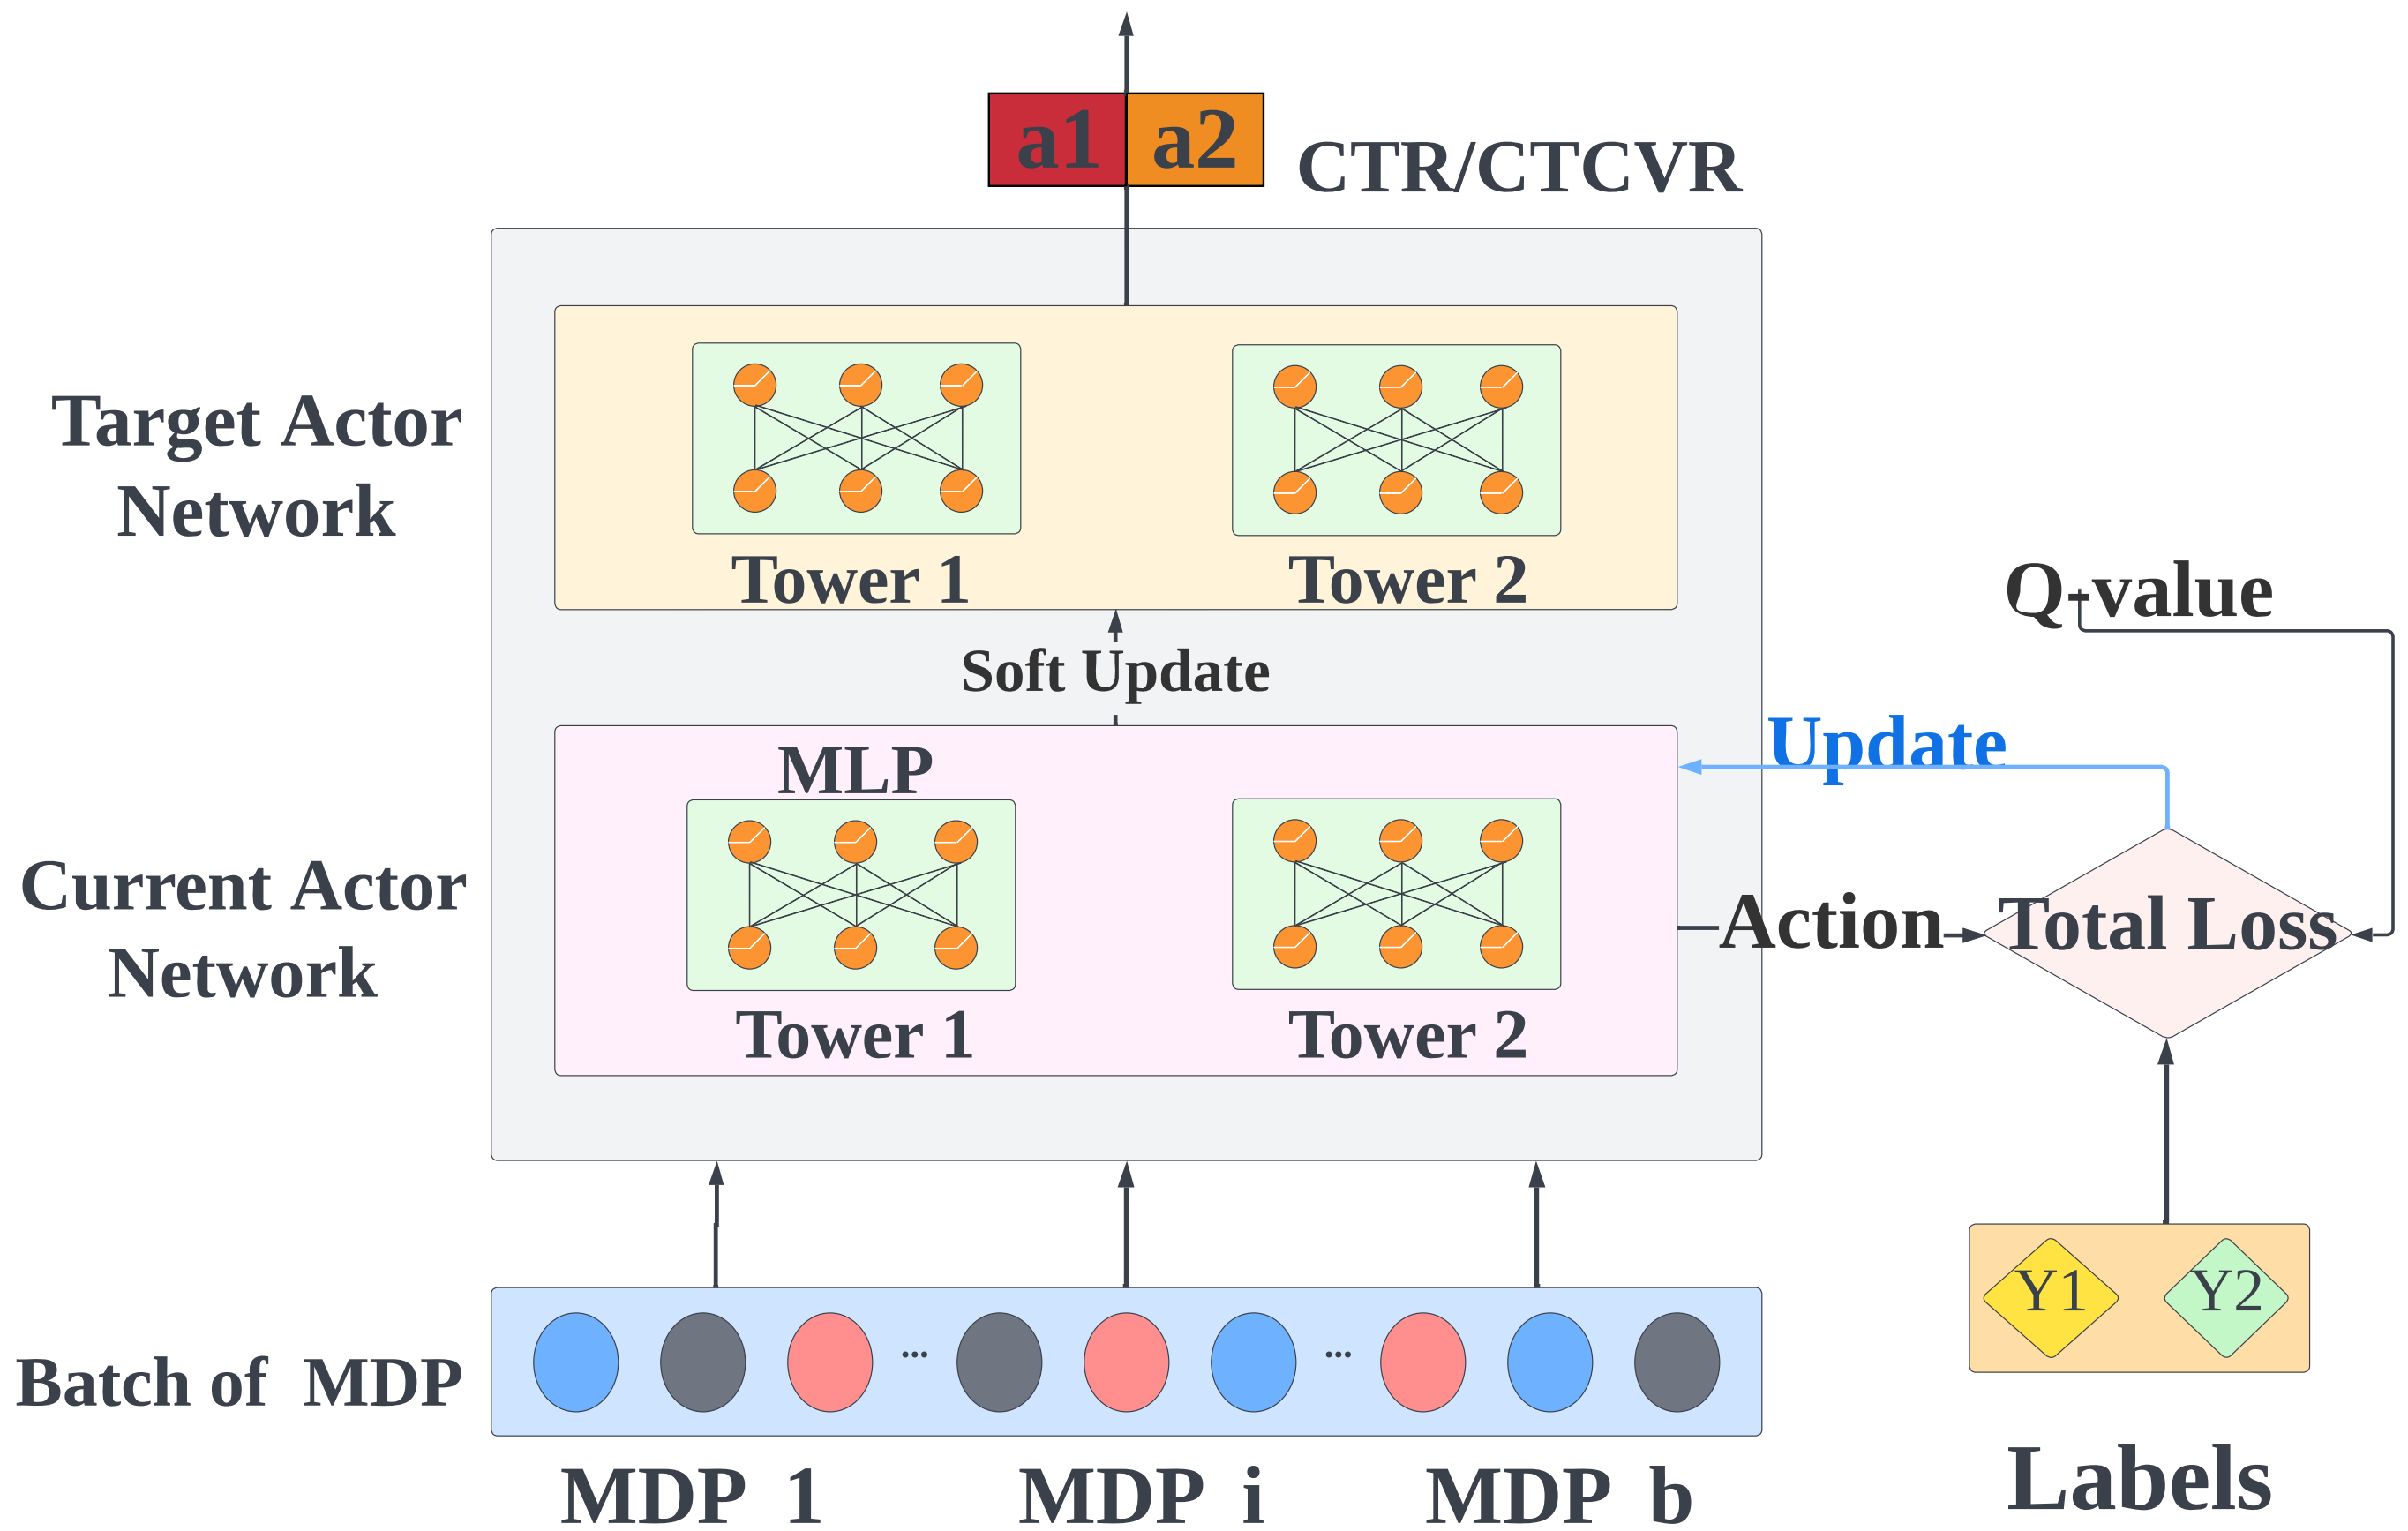 a1 a2
CTR/CTCVR
Target Actor
Network
Tower 1
Tower 2
Soft Update
Q-value
Update
MLP
Current Actor
Network
Action
Total Loss
Tower 1
Tower 2
Y1
Y2
...
...
Batch of MDP
Labels
MDP 1
MDP i
MDP b